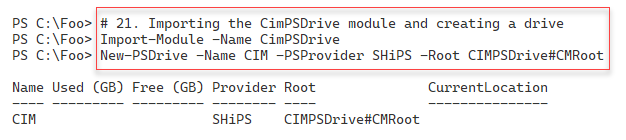 PS C:\Foo> # 21. Importing the CimPSDrive module and creating a drive
PS C:\Foo> Import-Module -Name CimPSDrive
PS C:\Foo> New-PSDrive -Name CIM -PSProvider SHiPS -Root CIMPSDrive#CMRoot
Name Used (GB) Free (GB) Provider Root CurrentLocation
---- --------- --------- -------- ---- ---------------
CIM SHiPS CIMPSDrive#CMRoot